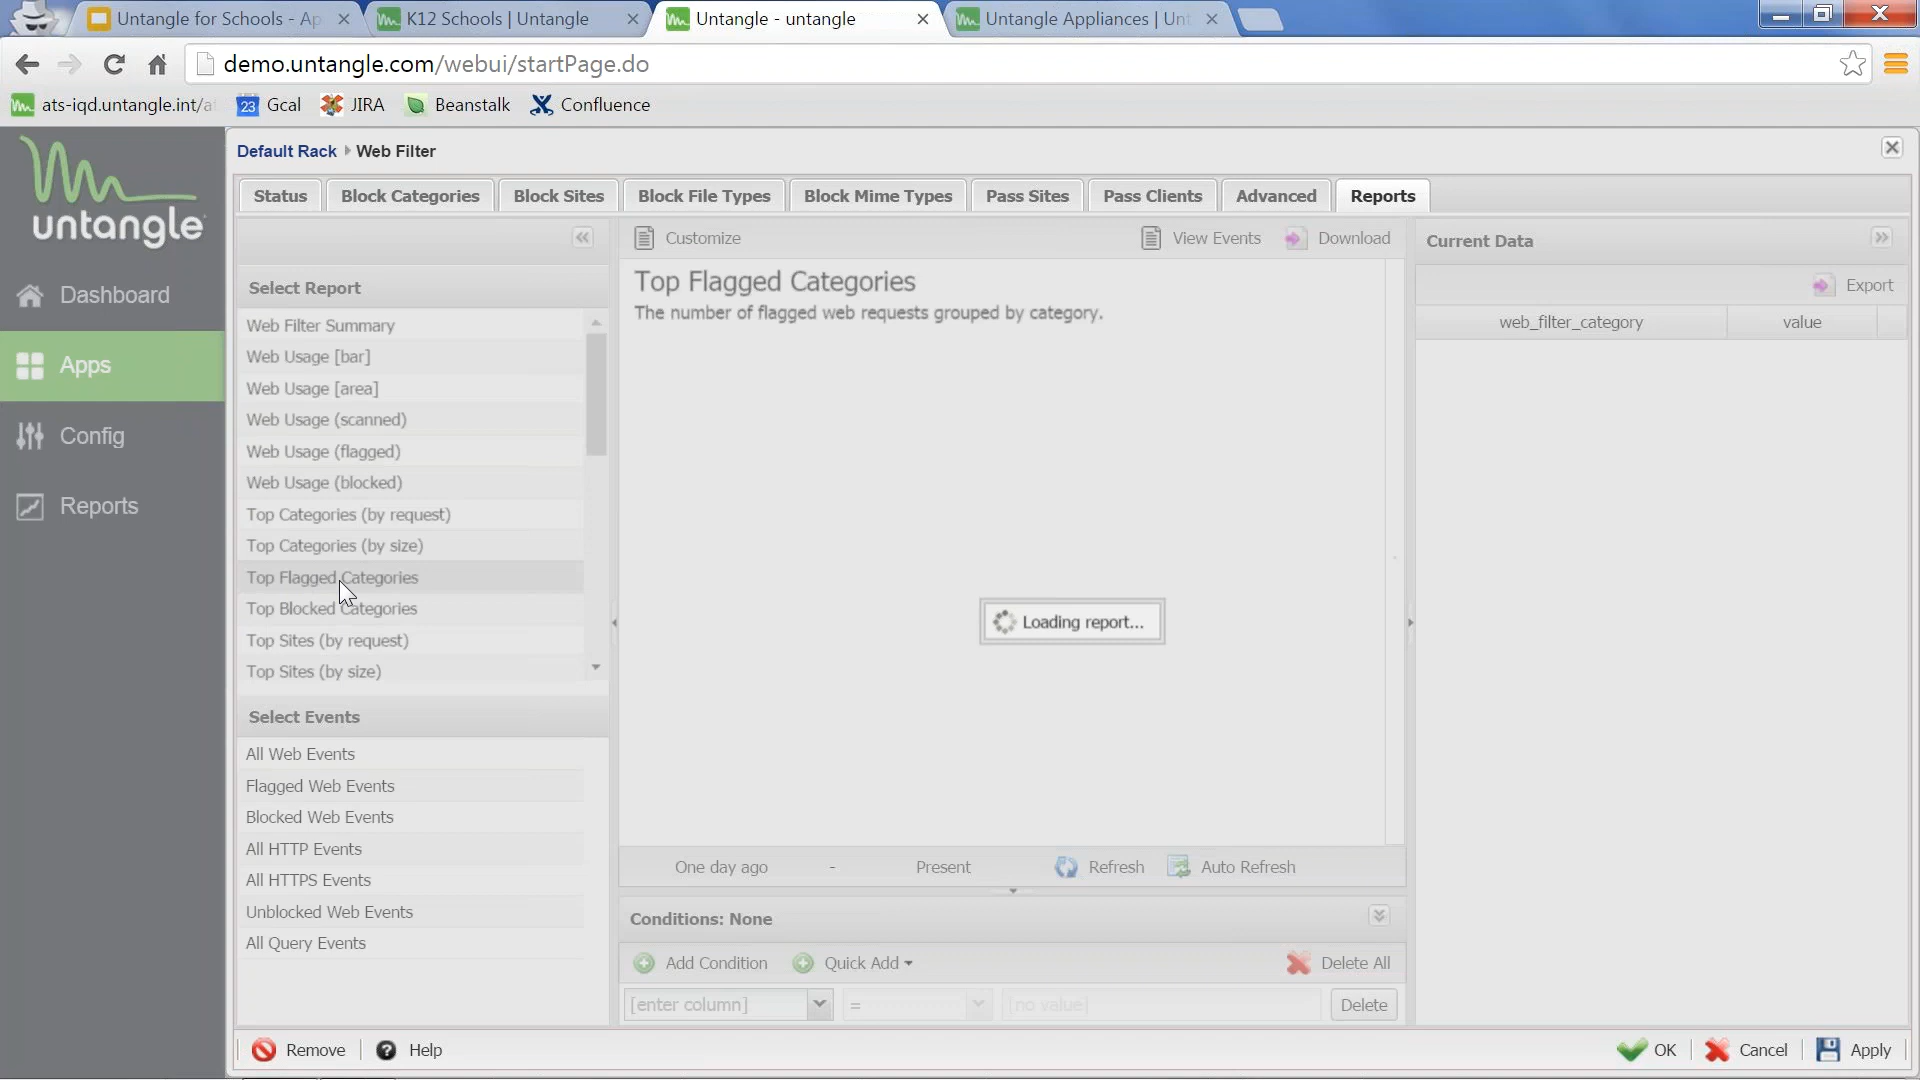 Untangle for Schools - Ap
K12 Schools | Untangle
Untangle - untangle
Untangle Appliances | Unt
demo.untangle.com/webui/startPage.do
ats-iqd.untangle.int/a
23
Gcal
JIRA
Beanstalk
Confluence
untangle
Dashboard
Apps
Config
Reports
Default Rack
Web Filter
Status
Block Categories
Block Sites
Block File Types
Block Mime Types
Pass Sites
Pass Clients
Advanced
Reports
Select Report
Web Filter Summary
Web Usage [bar]
Web Usage [area]
Web Usage (scanned)
Web Usage (flagged)
Web Usage (blocked)
Top Categories (by request)
Top Categories (by size)
Top Flagged Categories
Top Blocked Categories
Top Sites (by request)
Top Sites (by size)
Select Events
All Web Events
Flagged Web Events
Blocked Web Events
All HTTP Events
All HTTPS Events
Unblocked Web Events
All Query Events
Customize
View Events
Download
Top Flagged Categories
The number of flagged web requests grouped by category.
Loading report...
One day ago - Present
Refresh
Auto Refresh
Conditions: None
Add Condition
Quick Add
Delete All
[enter column]
=
[no value]
Delete
Current Data
Export
web_filter_category
value
Remove
Help
OK
Cancel
Apply